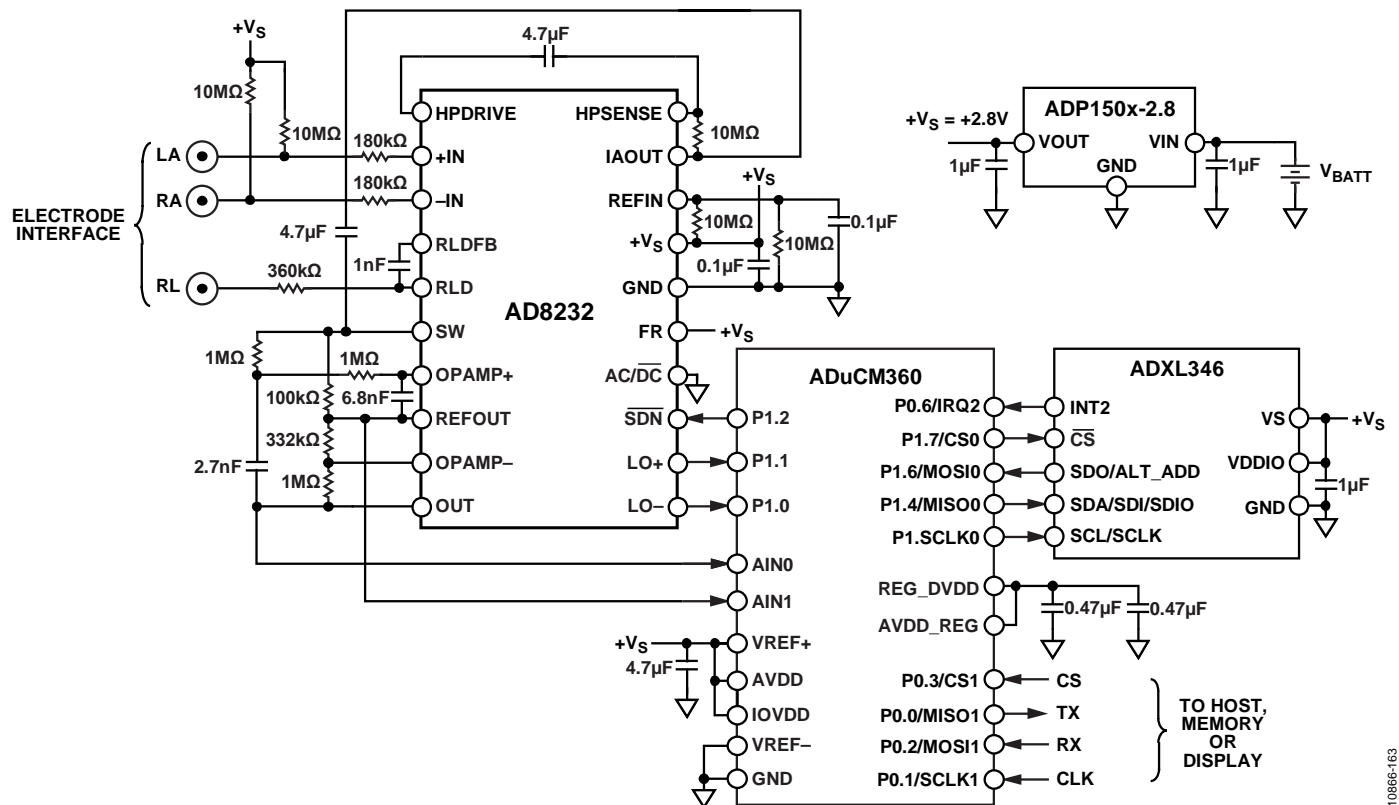 +VS
10MΩ
10MΩ
LA
180kΩ
RA
180kΩ
ELECTRODE
INTERFACE
4.7µF
1nF
360kΩ
RL
4.7µF
HPDRIVE
+IN
–IN
RLDFB
RLD
SW
OPAMP+
REFOUT
OPAMP–
OUT
AD8232
HPSENSE
IAOUT
REFIN
+VS
GND
FR
AC/DC
SDN
LO+
LO–
10MΩ
+VS
10MΩ
0.1µF
10MΩ
0.1µF
+VS
1MΩ
1MΩ
100kΩ
6.8nF
332kΩ
2.7nF
1MΩ
ADP150x-2.8
+VS = +2.8V
VOUT
VIN
GND
1µF
1µF
VBATT
ADuCM360
P1.2
P1.1
P1.0
AIN0
AIN1
+VS
4.7µF
VREF+
AVDD
IOVDD
VREF–
GND
P0.6/IRQ2
P1.7/CS0
P1.6/MOSI0
P1.4/MISO0
P1.SCLK0
REG_DVDD
AVDD_REG
P0.3/CS1
P0.0/MISO1
P0.2/MOSI1
P0.1/SCLK1
ADXL346
INT2
CS
SDO/ALT_ADD
SDA/SDI/SDIO
SCL/SCLK
VS
VDDIO
GND
+VS
1µF
0.47µF
0.47µF
CS
TX
RX
CLK
TO HOST,
MEMORY
OR
DISPLAY
10866-163